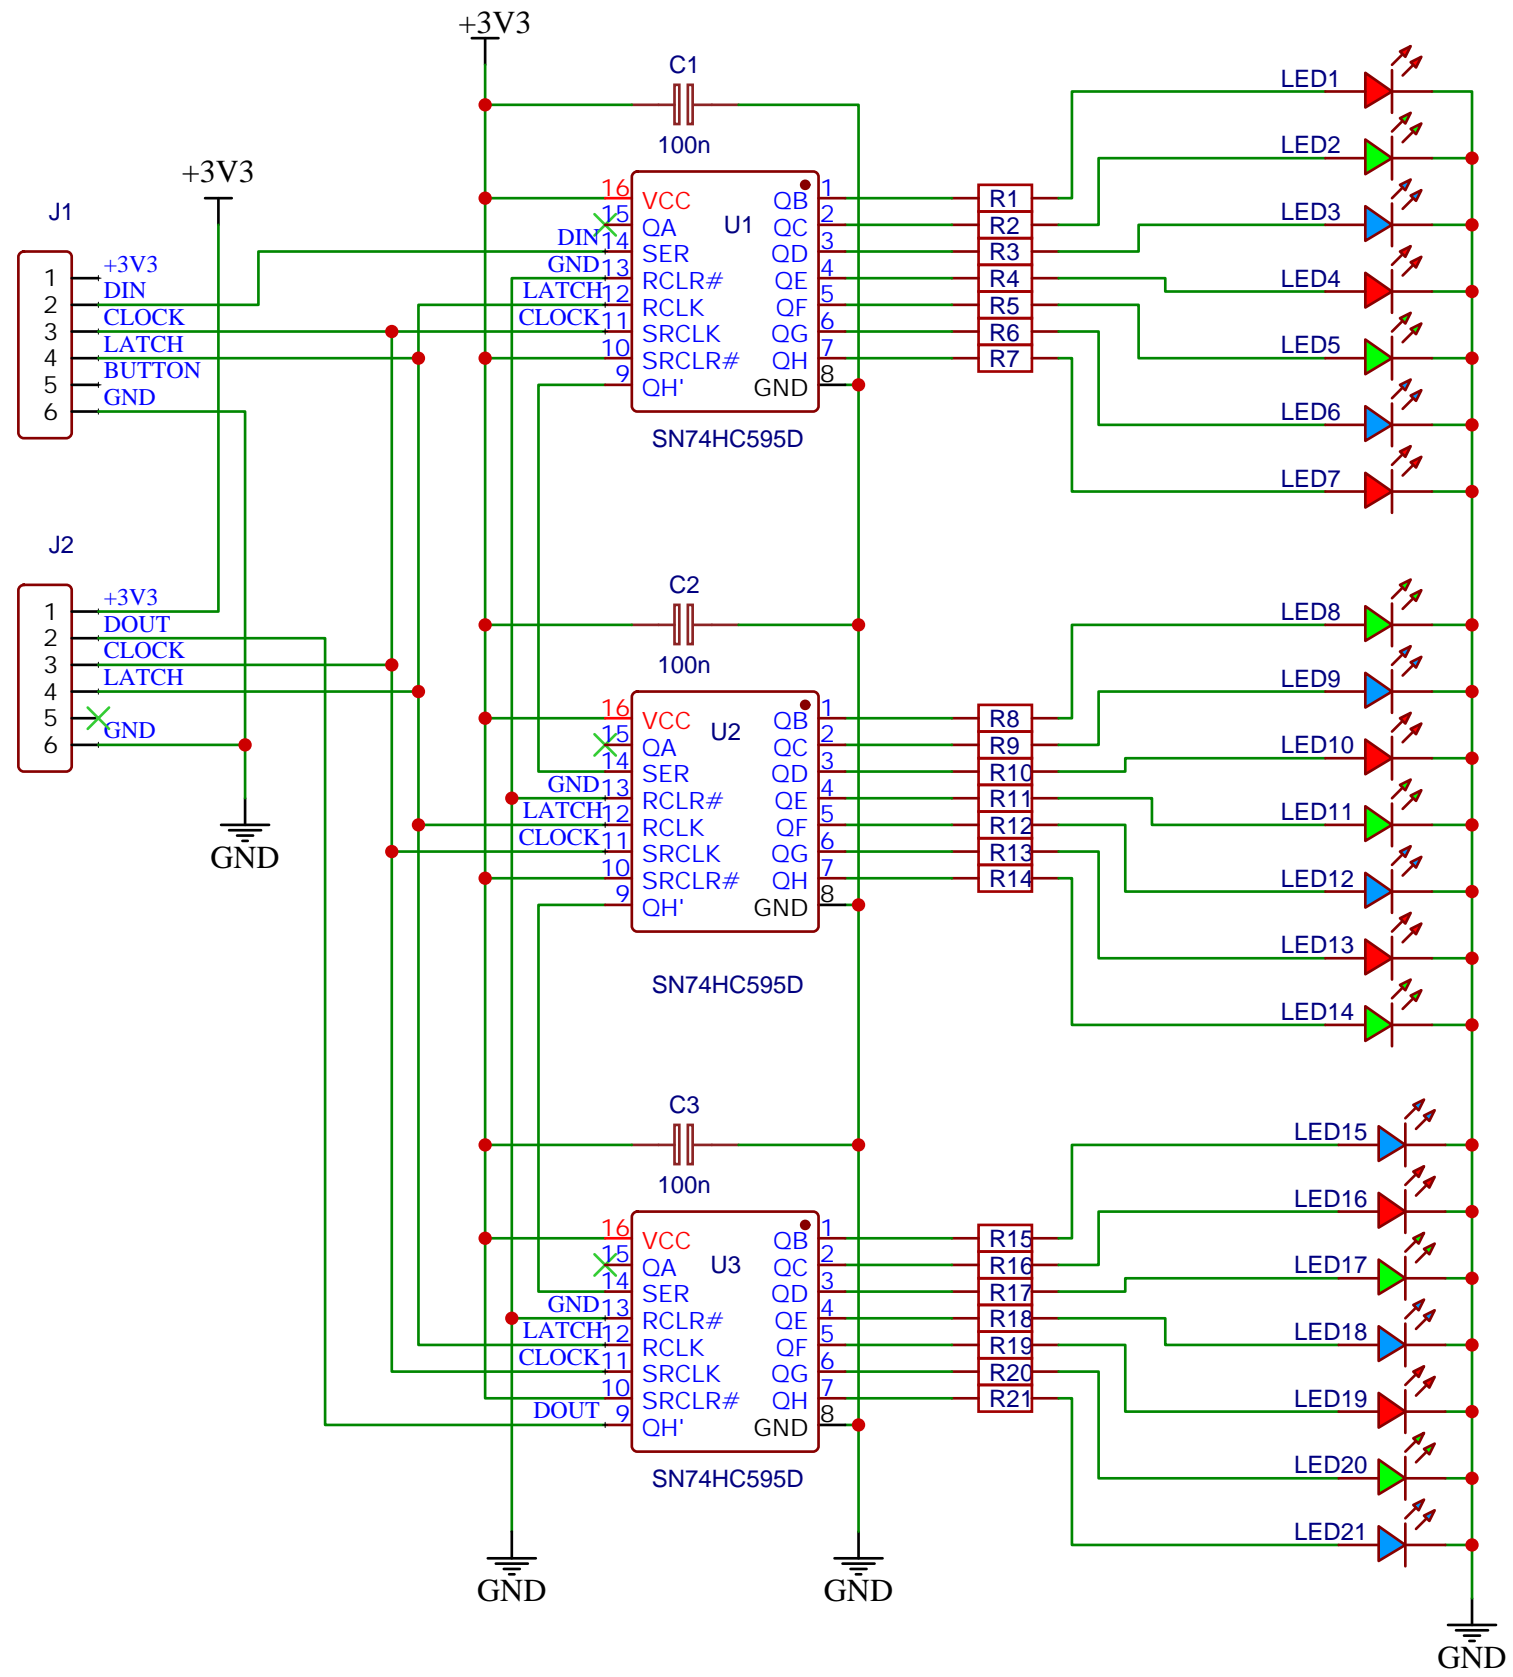 +3V3
+3V3
J1
1 +3V3
2 DIN
3 CLOCK
4 LATCH
5 BUTTON
6 GND
J2
1 +3V3
2 DOUT
3 CLOCK
4 LATCH
5
6 GND
GND
C1
100n
U1
16 VCC QB 1
15 QA QC 2
DIN 14 SER QD 3
GND 13 RCLR# QE 4
LATCH 12 RCLK QF 5
CLOCK 11 SRCLK QG 6
10 SRCLR# QH 7
9 QH' GND 8
SN74HC595D
R1
R2
R3
R4
R5
R6
R7
LED1
LED2
LED3
LED4
LED5
LED6
LED7
C2
100n
U2
16 VCC QB 1
15 QA QC 2
14 SER QD 3
GND 13 RCLR# QE 4
LATCH 12 RCLK QF 5
CLOCK 11 SRCLK QG 6
10 SRCLR# QH 7
9 QH' GND 8
SN74HC595D
R8
R9
R10
R11
R12
R13
R14
LED8
LED9
LED10
LED11
LED12
LED13
LED14
C3
100n
U3
16 VCC QB 1
15 QA QC 2
14 SER QD 3
GND 13 RCLR# QE 4
LATCH 12 RCLK QF 5
CLOCK 11 SRCLK QG 6
10 SRCLR# QH 7
DOUT 9 QH' GND 8
SN74HC595D
R15
R16
R17
R18
R19
R20
R21
LED15
LED16
LED17
LED18
LED19
LED20
LED21
GND
GND
GND